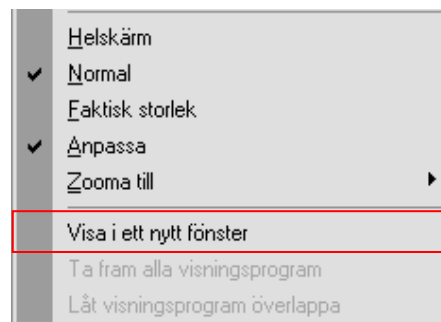 Helskärm
Normal
Faktisk storlek
Anpassa
Zooma till
Visa i ett nytt fönster
Ta fram alla visningsprogram
Låt visningsprogram överlappa